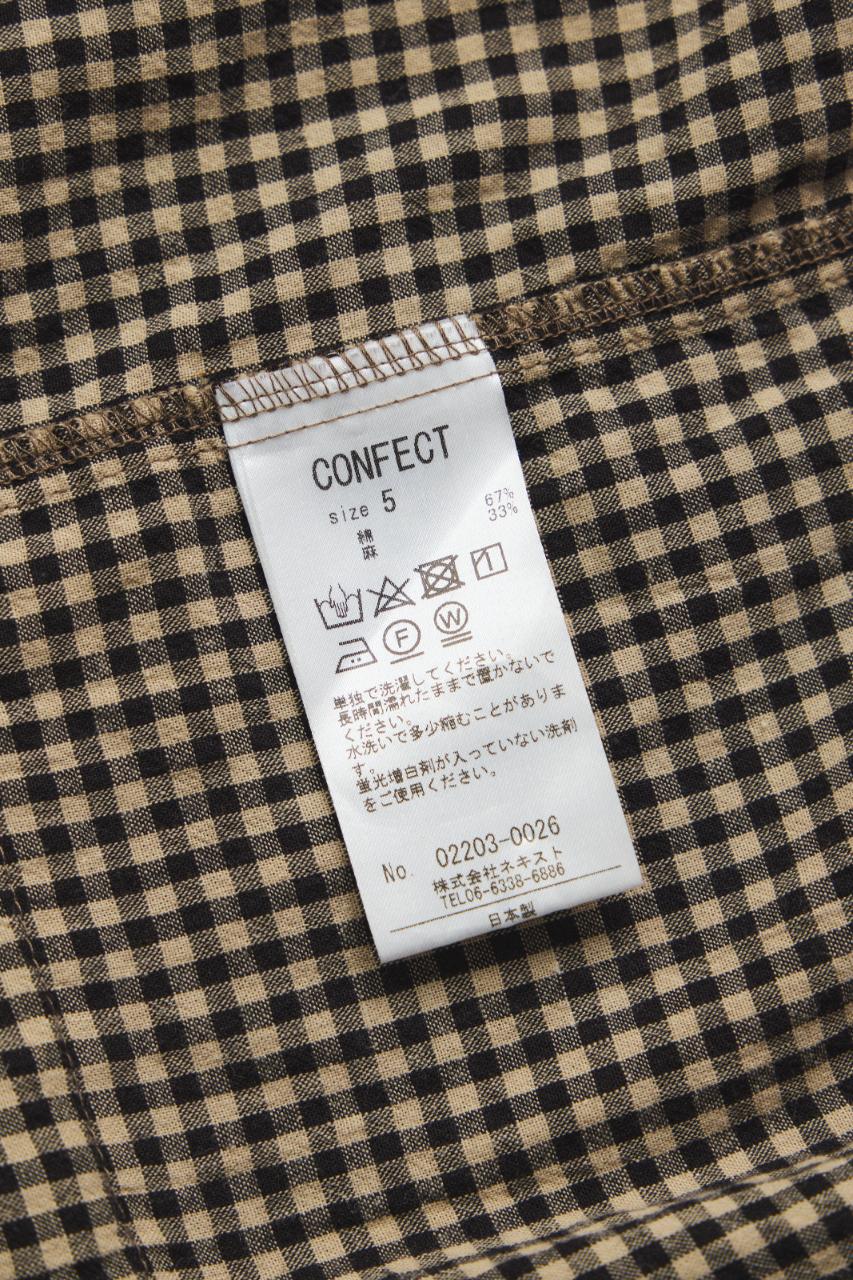 CONFECT
size 5
綿 67%
麻 33%
1
F W
単独で洗濯してください。
長時間濡れたままで置かないで
ください。
水洗いで多少縮むことがありま
す。
蛍光増白剤が入っていない洗剤
をご使用ください。
No. 02203-0026
株式会社ネキスト
TEL06-6338-6886
日本製